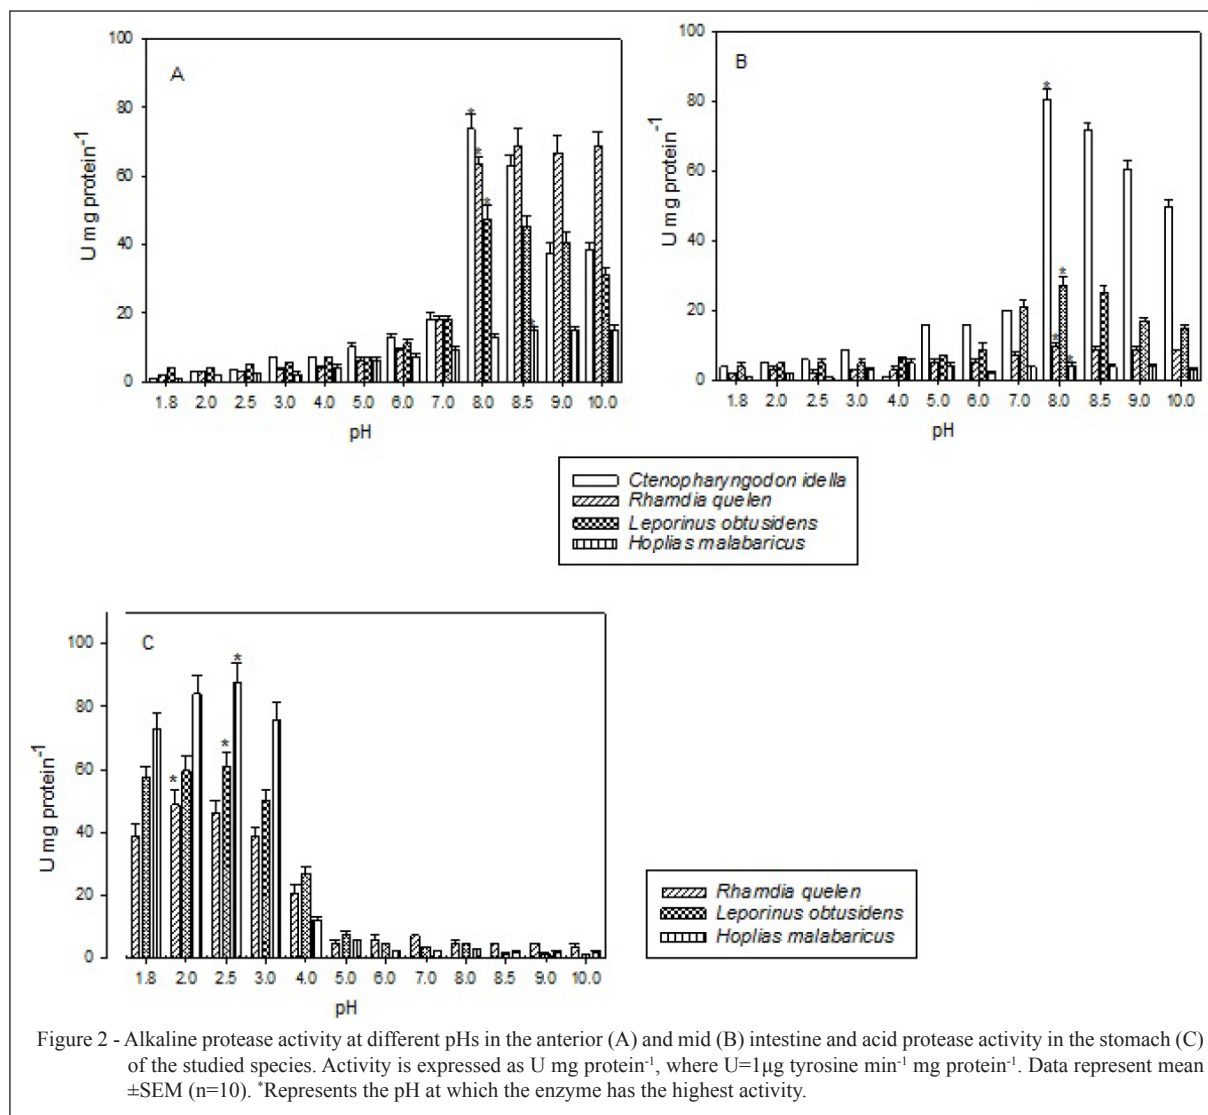 A
100
80
60
40
20
0
U mg protein⁻¹
1.8 2.0 2.5 3.0 4.0 5.0 6.0 7.0 8.0 8.5 9.0 10.0
pH
* * * *
B
100
80
60
40
20
0
U mg protein⁻¹
1.8 2.0 2.5 3.0 4.0 5.0 6.0 7.0 8.0 8.5 9.0 10.0
pH
* * * *
Ctenopharyngodon idella
Rhamdia quelen
Leporinus obtusidens
Hoplias malabaricus
C
100
80
60
40
20
0
U mg protein⁻¹
1.8 2.0 2.5 3.0 4.0 5.0 6.0 7.0 8.0 8.5 9.0 10.0
pH
* * *
Rhamdia quelen
Leporinus obtusidens
Hoplias malabaricus
Figure 2 - Alkaline protease activity at different pHs in the anterior (A) and mid (B) intestine and acid protease activity in the stomach (C)
of the studied species. Activity is expressed as U mg protein⁻¹, where U=1µg tyrosine min⁻¹ mg protein⁻¹. Data represent mean
±SEM (n=10). *Represents the pH at which the enzyme has the highest activity.